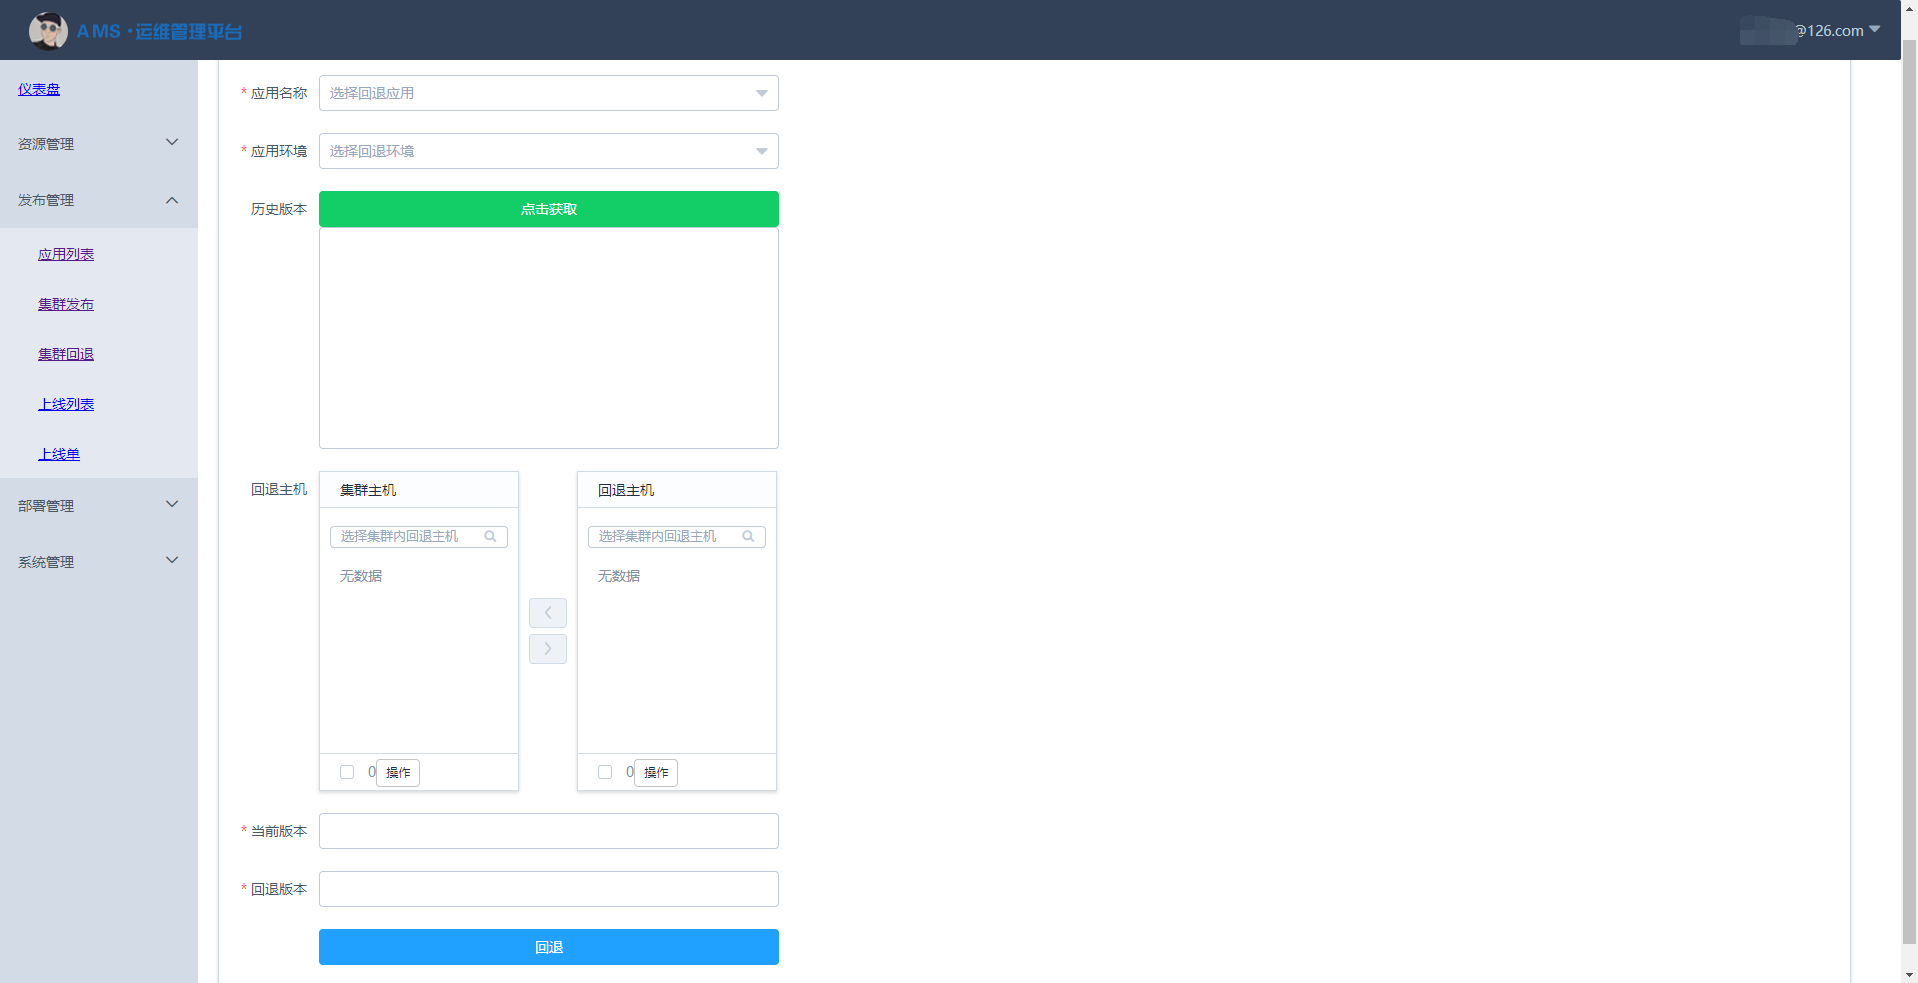 AMS·运维管理平台
@126.com
仪表盘
资源管理
发布管理
应用列表
集群发布
集群回退
上线列表
上线单
部署管理
系统管理
* 应用名称
选择回退应用
* 应用环境
选择回退环境
历史版本
点击获取
回退主机
集群主机
选择集群内回退主机
无数据
0 操作
回退主机
选择集群内回退主机
无数据
0 操作
* 当前版本
* 回退版本
回退